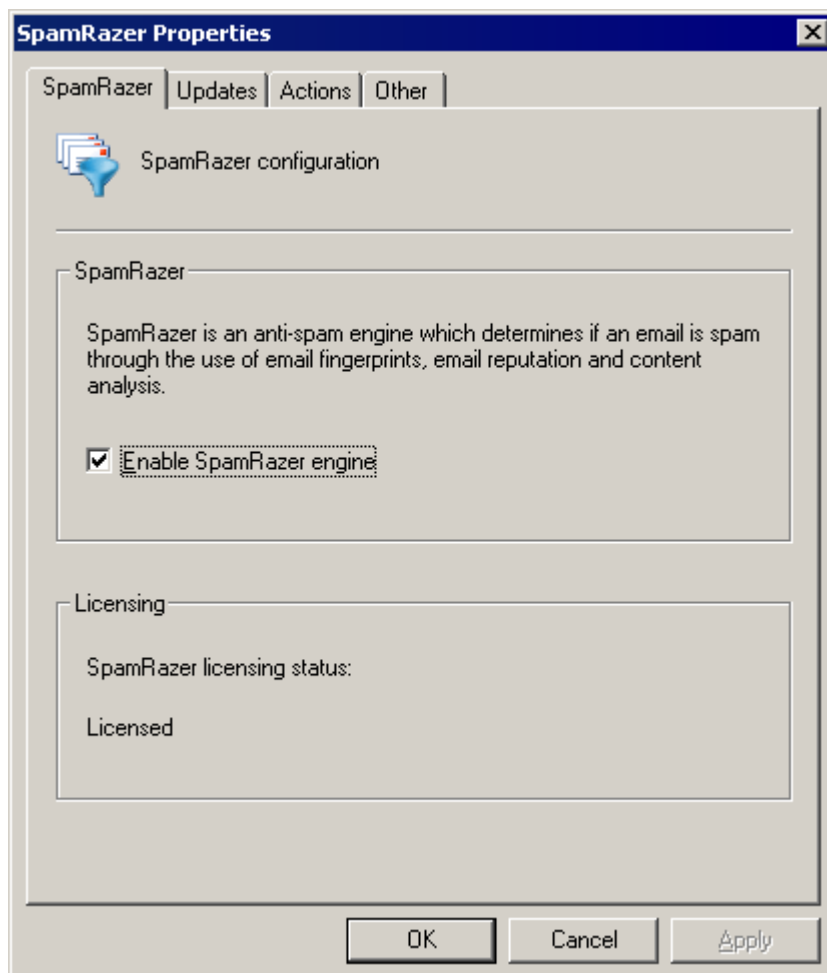 SpamRazer Properties
SpamRazer Updates Actions Other
SpamRazer configuration
SpamRazer
SpamRazer is an anti-spam engine which determines if an email is spam
through the use of email fingerprints, email reputation and content
analysis.
Enable SpamRazer engine
Licensing
SpamRazer licensing status:
Licensed
OK Cancel Apply